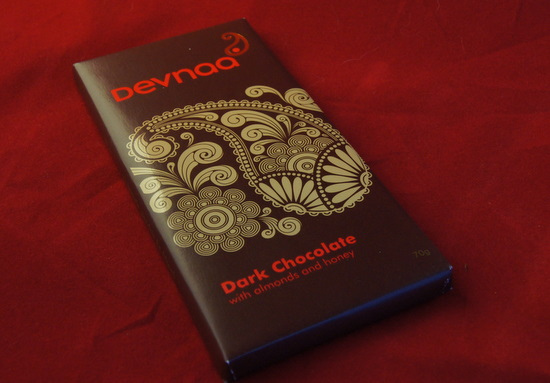 Devnaa
Dark Chocolate
with almonds and honey
70g